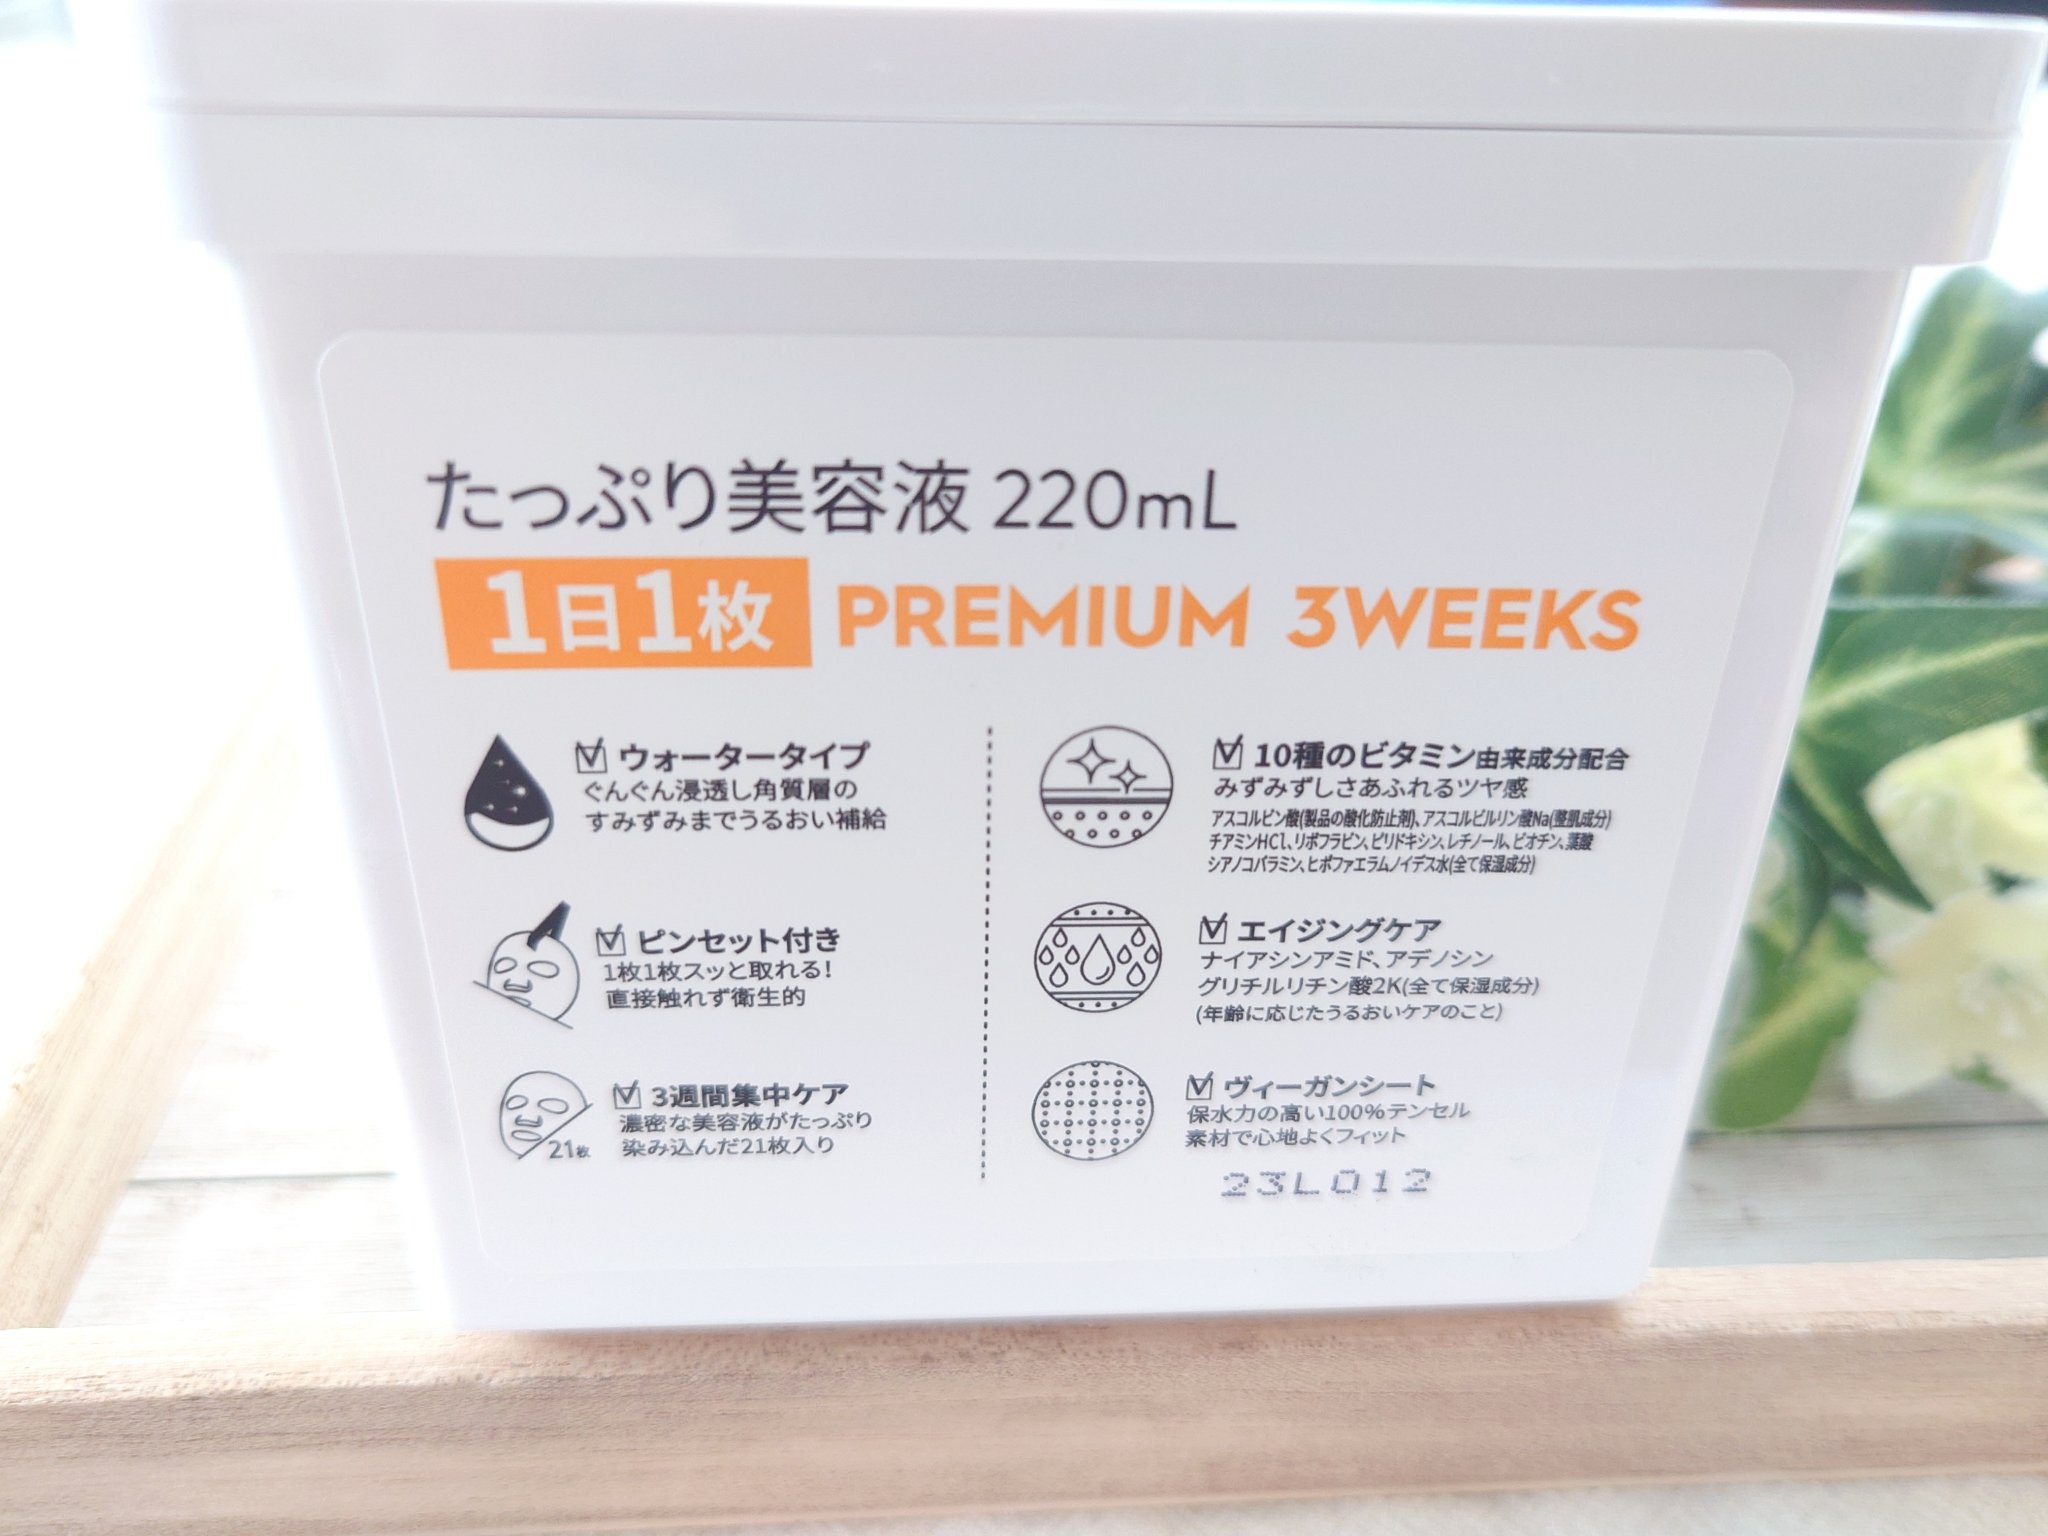 たっぷり美容液 220mL
1日1枚 PREMIUM 3WEEKS
ウォータータイプ
ぐんぐん浸透し角質層の
すみずみまでうるおい補給
ピンセット付き
1枚1枚スッと取れる!
直接触れず衛生的
21枚
3週間集中ケア
濃密な美容液がたっぷり
染み込んだ21枚入り
10種のビタミン由来成分配合
みずみずしさあふれるツヤ感
アスコルビン酸(製品の酸化防止剤)、アスコルビルリン酸Na(整肌成分)
チアミンHCl、リボフラビン、ピリドキシン、レチノール、ビオチン、葉酸
シアノコバラミン、ヒポファエラムノイデス水(全て保湿成分)
エイジングケア
ナイアシンアミド、アデノシン
グリチルリチン酸2K(全て保湿成分)
(年齢に応じたうるおいケアのこと)
ヴィーガンシート
保水力の高い100%テンセル
素材で心地よくフィット
23L012